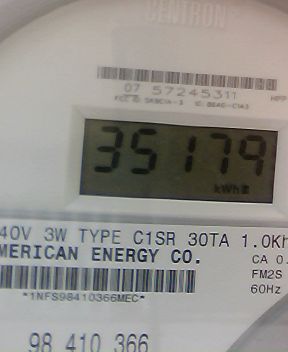 CENTRON®
07 57245311
35179
kWh
40V 3W TYPE C1SR 30TA 1.0Kh
MERICAN ENERGY CO.
CA 0.
FM2S
60Hz
*1NFS98410366MEC*
98 410 366